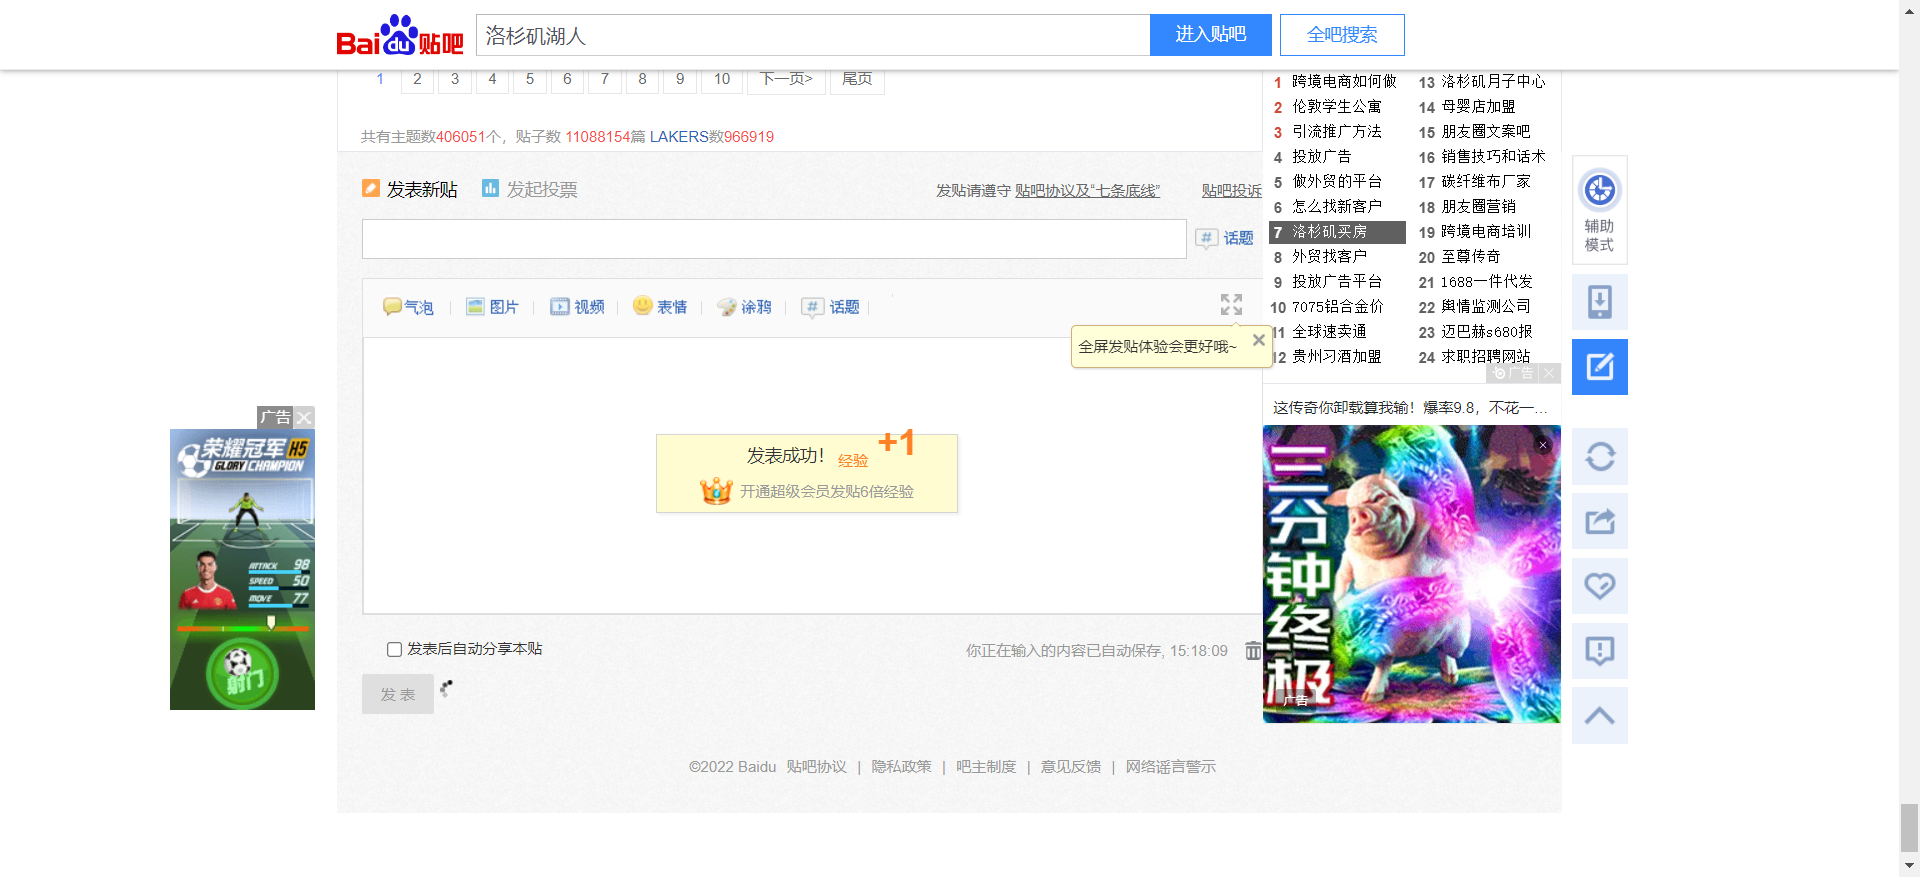 Bai du 贴吧
洛杉矶湖人
进入贴吧
全吧搜索
1 2 3 4 5 6 7 8 9 10 下一页> 尾页
共有主题数406051个，贴子数 11088154篇 LAKERS数966919
发表新贴
发起投票
发贴请遵守 贴吧协议及“七条底线”
贴吧投诉
话题
气泡 图片 视频 表情 涂鸦 话题
全屏发贴体验会更好哦~
发表成功！ 经验 +1
开通超级会员发贴6倍经验
发表后自动分享本贴
你正在输入的内容已自动保存, 15:18:09
发 表
1 跨境电商如何做
2 伦敦学生公寓
3 引流推广方法
4 投放广告
5 做外贸的平台
6 怎么找新客户
7 洛杉矶买房
8 外贸找客户
9 投放广告平台
10 7075铝合金价
11 全球速卖通
12 贵州习酒加盟
13 洛杉矶月子中心
14 母婴店加盟
15 朋友圈文案吧
16 销售技巧和话术
17 碳纤维布厂家
18 朋友圈营销
19 跨境电商培训
20 至尊传奇
21 1688一件代发
22 舆情监测公司
23 迈巴赫s680报
24 求职招聘网站
广告
这传奇你卸载算我输！爆率9.8，不花一...
三分钟终极
广告
辅助
模式
广告
荣耀冠军 H5
GLORY CHAMPION
ATTACK 98
SPEED 50
MOVE 77
射门
©2022 Baidu 贴吧协议 | 隐私政策 | 吧主制度 | 意见反馈 | 网络谣言警示